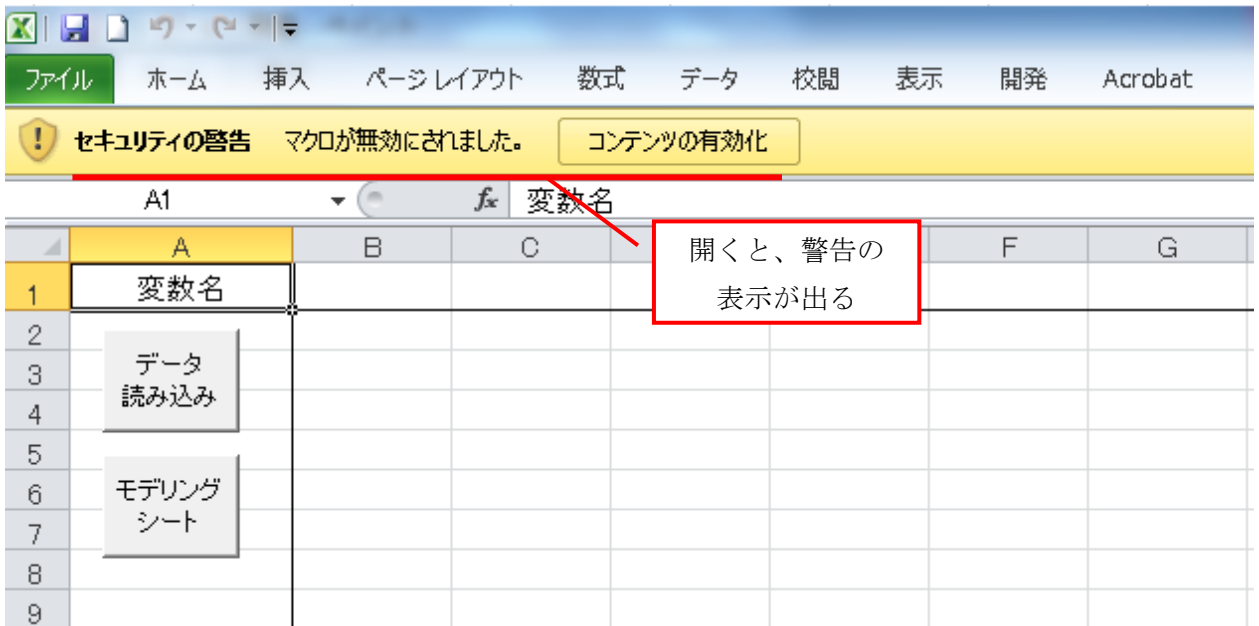 ファイル ホーム 挿入 ページ レイアウト 数式 データ 校閲 表示 開発 Acrobat
セキュリティの警告 マクロが無効にされました。 コンテンツの有効化
A1 fx 変数名
A B C F G
開くと、警告の
表示が出る
1 変数名
2
データ
3
読み込み
4
5
モデリング
6
シート
7
8
9